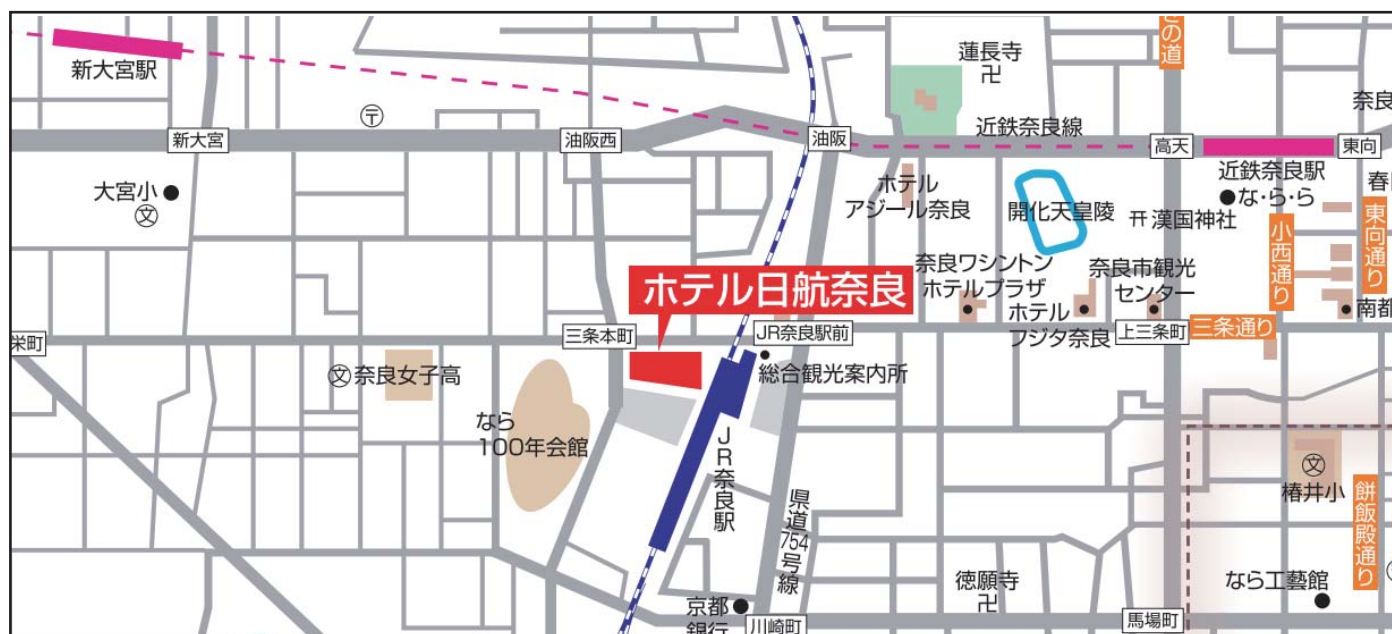 新大宮駅
〒
新大宮
大宮小
文
油阪西
油阪
蓮長寺
卍
近鉄奈良線
高天
東向
近鉄奈良駅
な・ら・ら
ホテル
アジール奈良
開化天皇陵
漢国神社
小西通り
東向通り
奈良ワシントン
ホテルプラザ
奈良市観光
センター
ホテル
フジタ奈良
ホテル日航奈良
栄町
三条本町
JR奈良駅前
上三条町
三条通り
南都
総合観光案内所
文
奈良女子高
なら
100年会館
JR奈良駅
県道754号線
文
椿井小
餅飯殿通り
なら工藝館
徳願寺
卍
京都
銀行
川崎町
馬場町